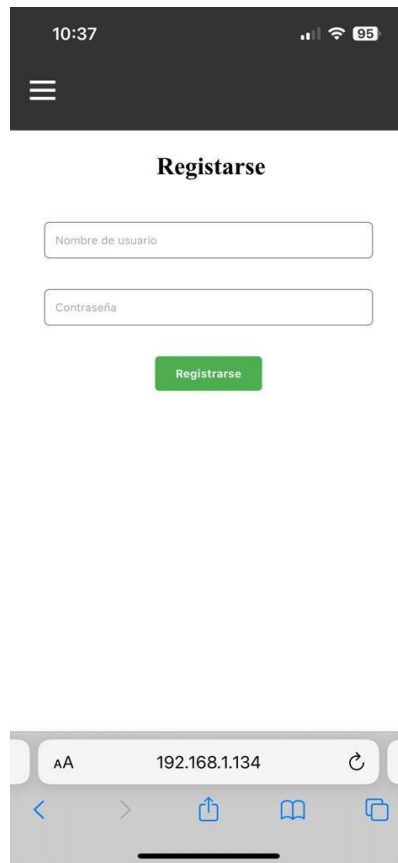 10:37
95
Registarse
Nombre de usuario
Contraseña
Registrarse
AA
192.168.1.134